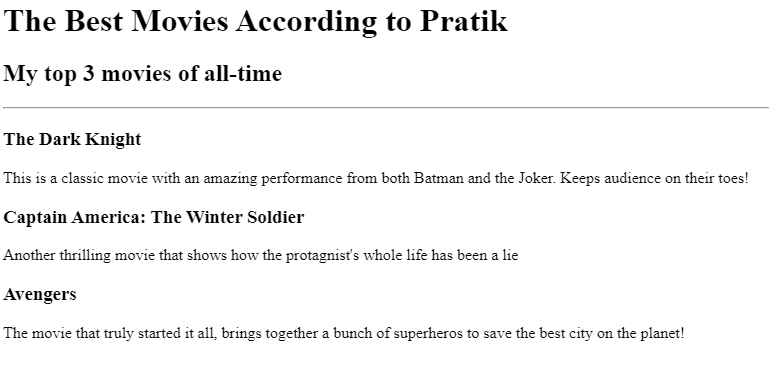 The Best Movies According to Pratik
My top 3 movies of all-time
The Dark Knight
This is a classic movie with an amazing performance from both Batman and the Joker. Keeps audience on their toes!
Captain America: The Winter Soldier
Another thrilling movie that shows how the protagnist's whole life has been a lie
Avengers
The movie that truly started it all, brings together a bunch of superheros to save the best city on the planet!